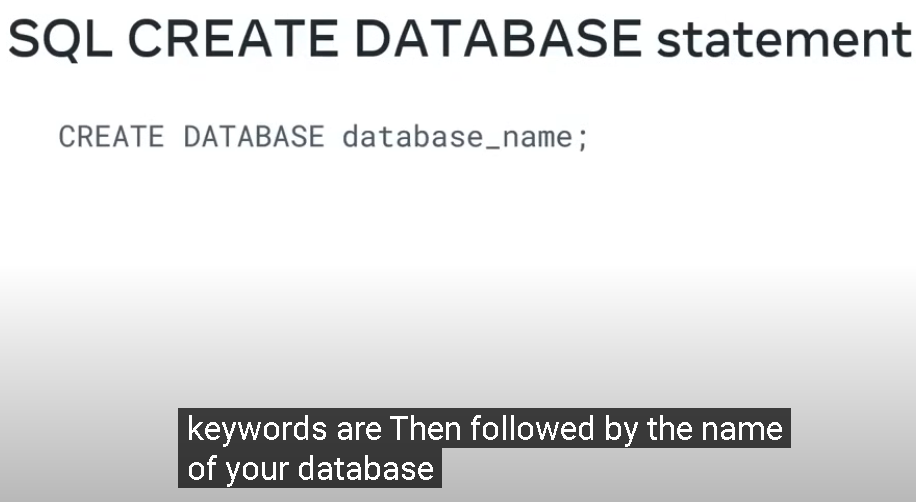 SQL CREATE DATABASE statement
CREATE DATABASE database_name;
keywords are Then followed by the name
of your database